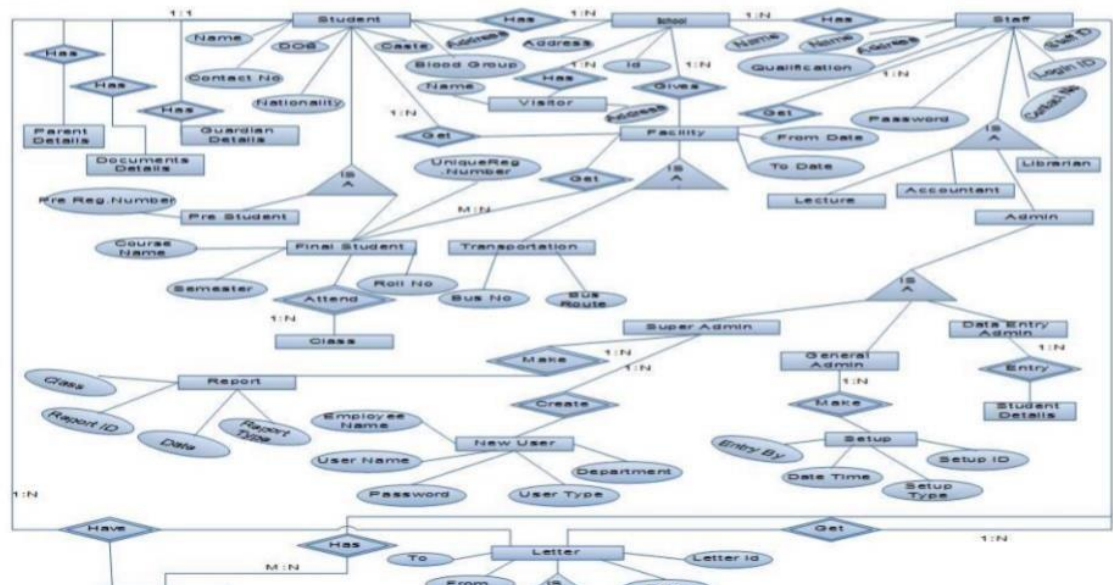 1:1
Student
Has
1:N
School
1:N
Has
Staff
Name
DOB
Caste
Address
Address
Name
Name
Address
Staff ID
Has
Blood Group
Has
1:N
Id
1:N
Qualification
1:N
Login ID
Contact No
Has
Contact No
Nationality
Name
Visitor
Gives
Get
Password
Has
Address
1:N
Get
Facility
From Date
IS
A
Librarian
Parent
Details
Guardian
Details
Documents
Details
UniqueReg
.Number
To Date
IS
A
Get
IS
A
Accountant
Lecture
Pre Reg.Number
Pre Student
M:N
Admin
Course
Name
Final Student
Transportation
Semester
Roll No
Attend
Bus No
Bus
Route
IS
A
1:N
Class
Super Admin
Data Entry
Admin
Make
1:N
General
Admin
1:N
1:N
Entry
Class
Report
1:N
Student
Details
Create
Make
Report ID
Date
Report
Type
Employee
Name
New User
Setup
Entry By
User Name
Department
Setup ID
Date Time
Setup
Type
Password
User Type
1:N
Have
Has
Get
1:N
To
Letter
Letter Id
M:N
From
IS